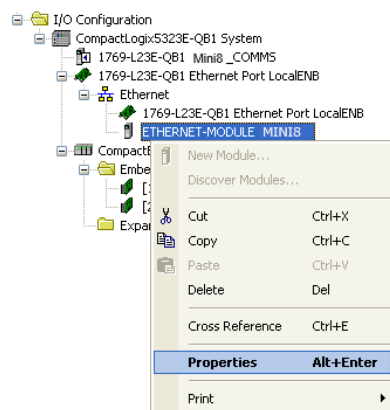 I/O Configuration
CompactLogix5323E-QB1 System
1769-L23E-QB1 Mini8 _COMMS
1769-L23E-QB1 Ethernet Port LocalENB
Ethernet
1769-L23E-QB1 Ethernet Port LocalENB
ETHERNET-MODULE MINI8
New Module...
Discover Modules...
Cut Ctrl+X
Copy Ctrl+C
Paste Ctrl+V
Delete Del
Cross Reference Ctrl+E
Properties Alt+Enter
Print